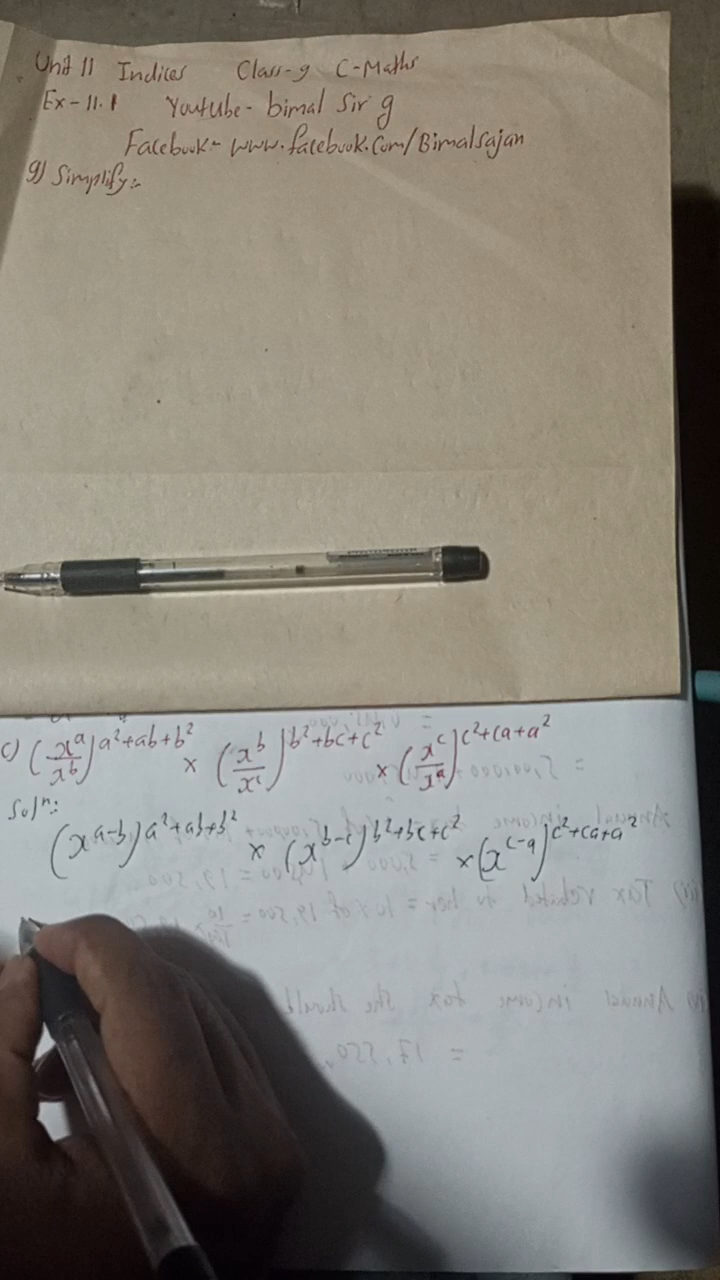 Unit 11 Indices Class-9 C-Maths
Ex-11.1 Youtube- bimal Sir g
Facebook- www.facebook.com/Bimalsajan
g) Simplify:-
c) (x^a/x^b)^a²+ab+b² × (x^b/x^c)^b²+bc+c² × (x^c/x^a)^c²+ca+a²
Solⁿ:
(x^a-b)^a²+ab+b² × (x^b-c)^b²+bc+c² × (x^c-a)^c²+ca+a²